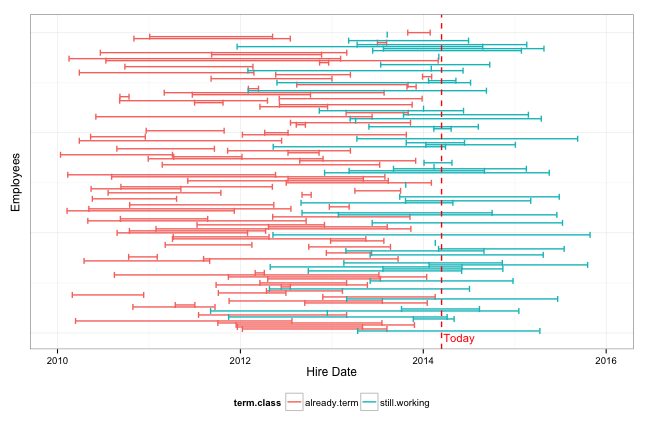 Employees
Today
2010
2012
2014
2016
Hire Date
term.class
already.term
still.working